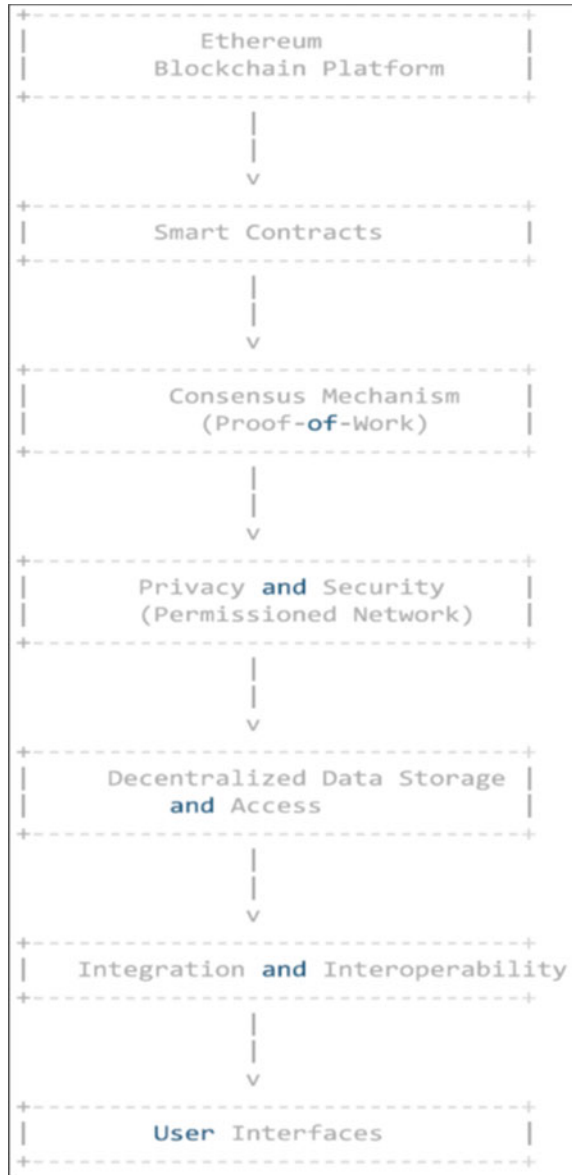 Ethereum
Blockchain Platform
Smart Contracts
Consensus Mechanism
(Proof-of-Work)
Privacy and Security
(Permissioned Network)
Decentralized Data Storage
and Access
Integration and Interoperability
User Interfaces